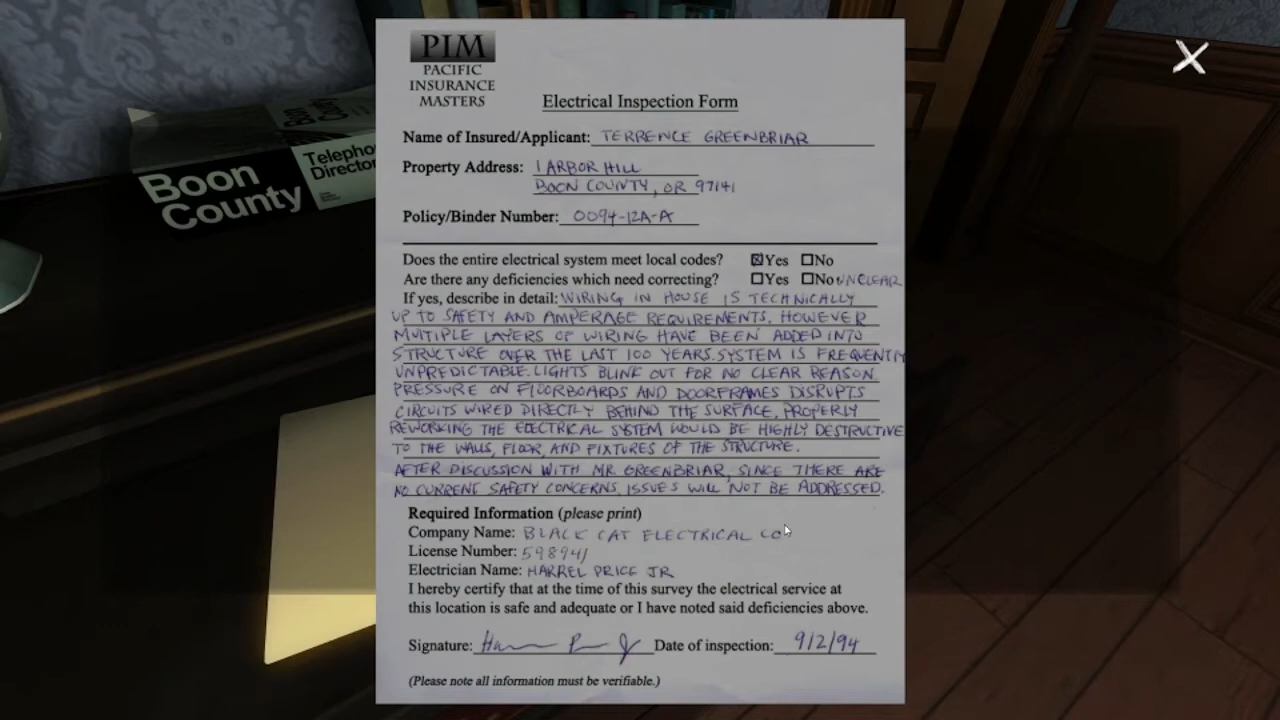 PIM
PACIFIC
INSURANCE
MASTERS
Electrical Inspection Form
Name of Insured/Applicant: TERRENCE GREENBRIAR
Property Address: 1 ARBOR HILL
BOON COUNTY, OR 97141
Policy/Binder Number: 0094-12A-A
Does the entire electrical system meet local codes? ☒Yes ☐No
Are there any deficiencies which need correcting? ☐Yes ☐No UNCLEAR
If yes, describe in detail: WIRING IN HOUSE IS TECHNICALLY
UP TO SAFETY AND AMPERAGE REQUIREMENTS. HOWEVER
MULTIPLE LAYERS OF WIRING HAVE BEEN ADDED INTO
STRUCTURE OVER THE LAST 100 YEARS. SYSTEM IS FREQUENTLY
UNPREDICTABLE. LIGHTS BLINK OUT FOR NO CLEAR REASON.
PRESSURE ON FLOORBOARDS AND DOORFRAMES DISRUPTS
CIRCUITS WIRED DIRECTLY BEHIND THE SURFACE. PROPERLY
REWORKING THE ELECTRICAL SYSTEM WOULD BE HIGHLY DESTRUCTIVE
TO THE WALLS, FLOOR, AND FIXTURES OF THE STRUCTURE.
AFTER DISCUSSION WITH MR GREENBRIAR, SINCE THERE ARE
NO CURRENT SAFETY CONCERNS, ISSUES WILL NOT BE ADDRESSED.
Required Information (please print)
Company Name: BLACK CAT ELECTRICAL CO
License Number: 598941
Electrician Name: HARREL PRICE JR
I hereby certify that at the time of this survey the electrical service at
this location is safe and adequate or I have noted said deficiencies above.
Signature: Date of inspection: 9/2/94
(Please note all information must be verifiable.)
Boon
County
Telepho
Director